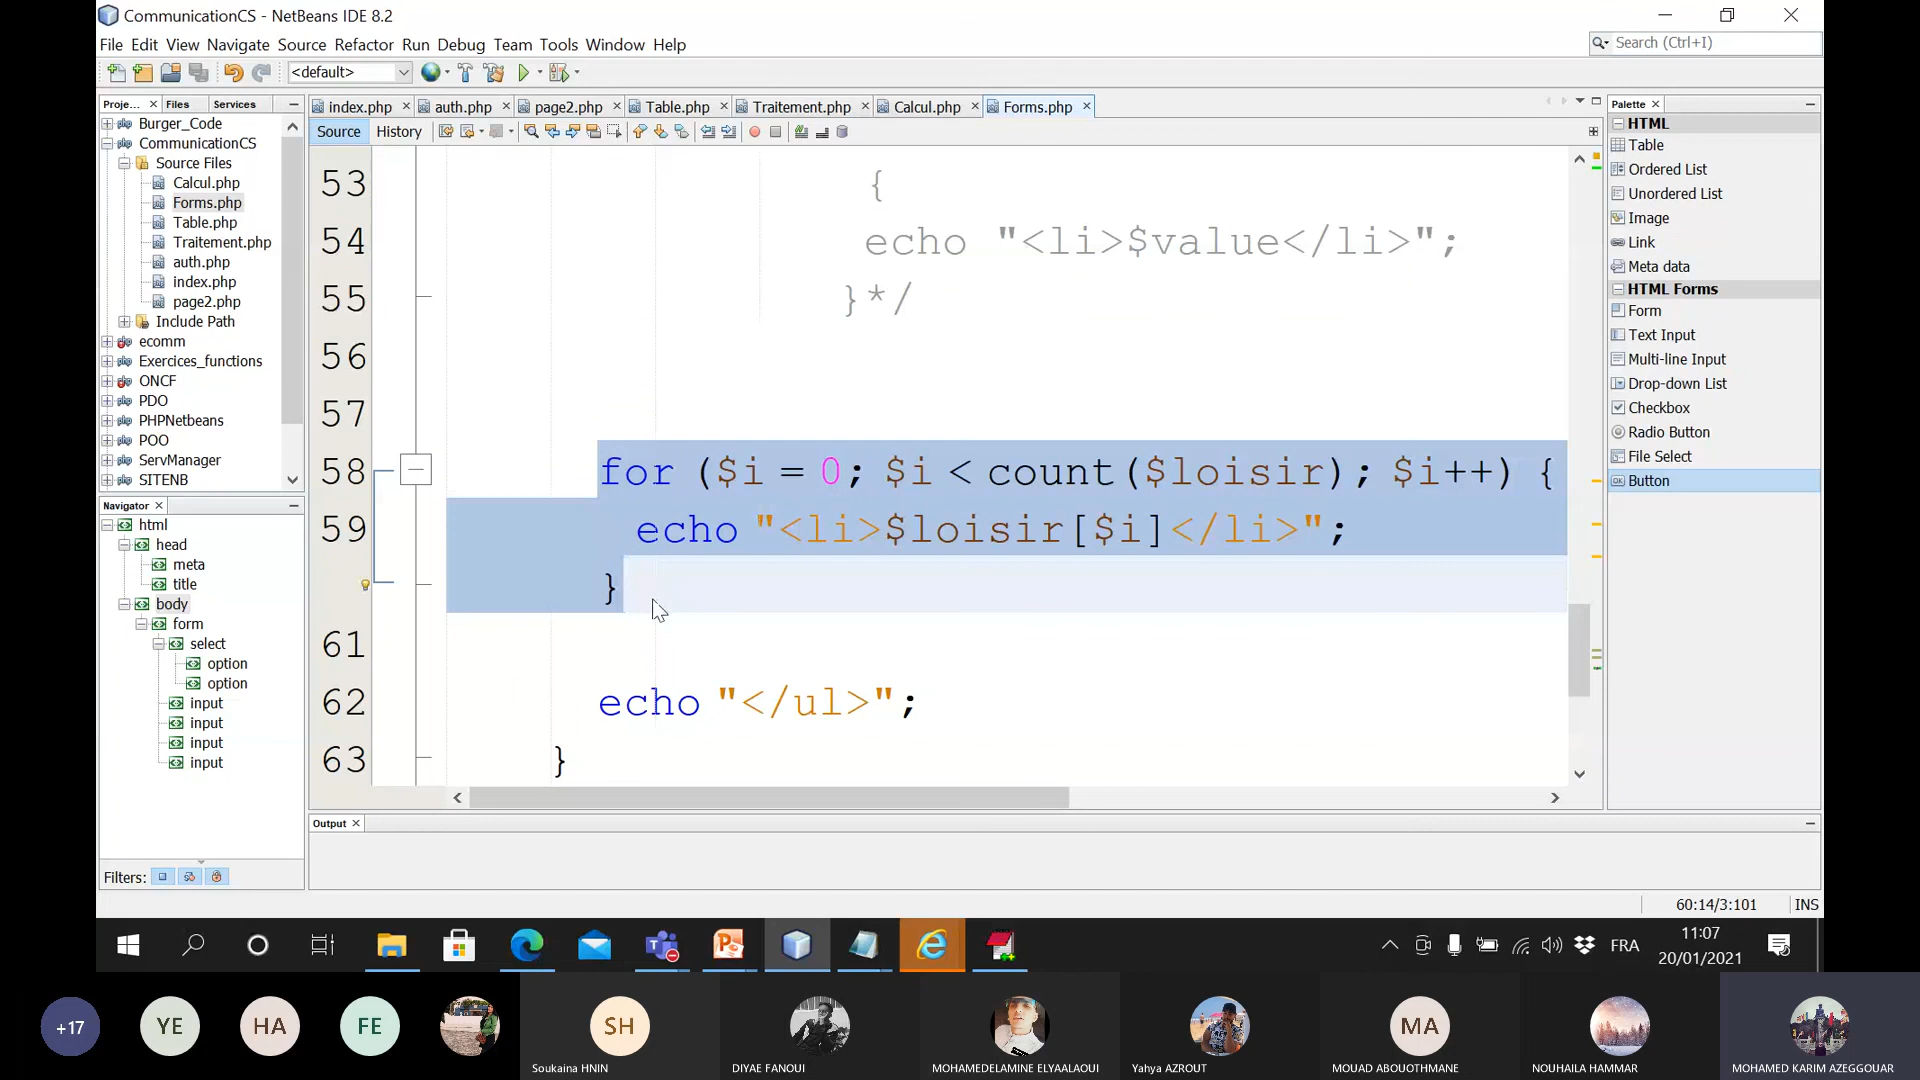 CommunicationCS - NetBeans IDE 8.2
File Edit View Navigate Source Refactor Run Debug Team Tools Window Help
Search (Ctrl+I)
<default>
Proje... Files Services
index.php auth.php page2.php Table.php Traitement.php Calcul.php Forms.php
Source History
Burger_Code
CommunicationCS
Source Files
Calcul.php
Forms.php
Table.php
Traitement.php
auth.php
index.php
page2.php
Include Path
ecomm
Exercices_functions
ONCF
PDO
PHPNetbeans
POO
ServManager
SITENB
Navigator
html
head
meta
title
body
form
select
option
option
input
input
input
input
Filters:
53 {
54 echo "<li>$value</li>";
55 }*/
56
57
58 for ($i = 0; $i < count($loisir); $i++) {
59 echo "<li>$loisir[$i]</li>";
}
61
62 echo "</ul>";
63 }
Output
Palette
HTML
Table
Ordered List
Unordered List
Image
Link
Meta data
HTML Forms
Form
Text Input
Multi-line Input
Drop-down List
Checkbox
Radio Button
File Select
Button
60:14/3:101 INS
FRA
11:07
20/01/2021
+17
YE
HA
FE
SH
MA
Soukaina HNIN
DIYAE FANOUI
MOHAMEDELAMINE ELYAALAOUI
Yahya AZROUT
MOUAD ABOUOTHMANE
NOUHAILA HAMMAR
MOHAMED KARIM AZEGGOUAR